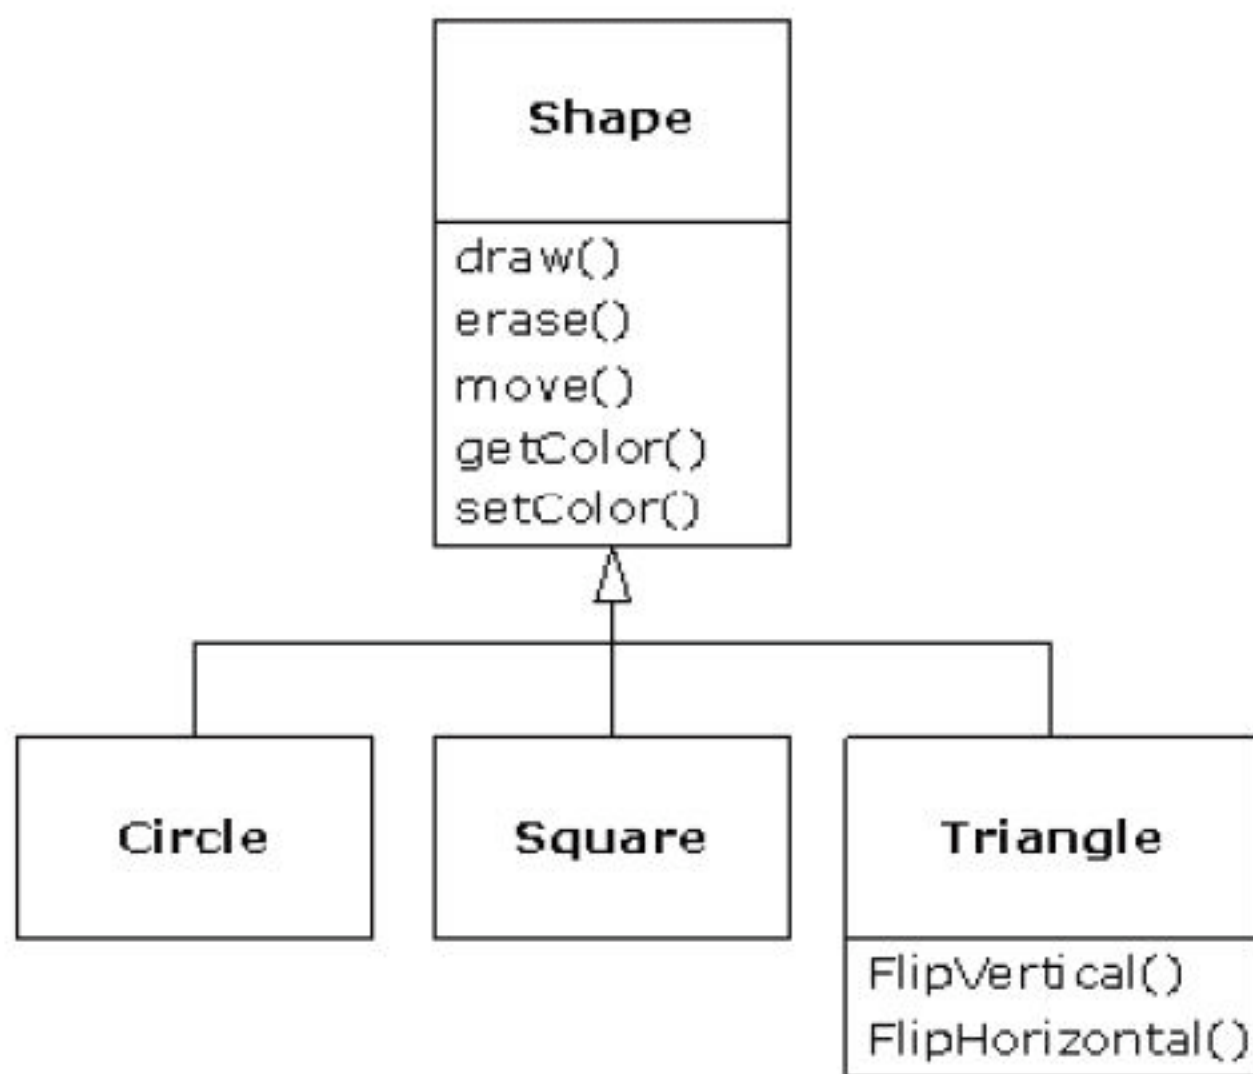 Shape
draw()
erase()
move()
getColor()
setColor()
Circle
Square
Triangle
FlipVertical()
FlipHorizontal()